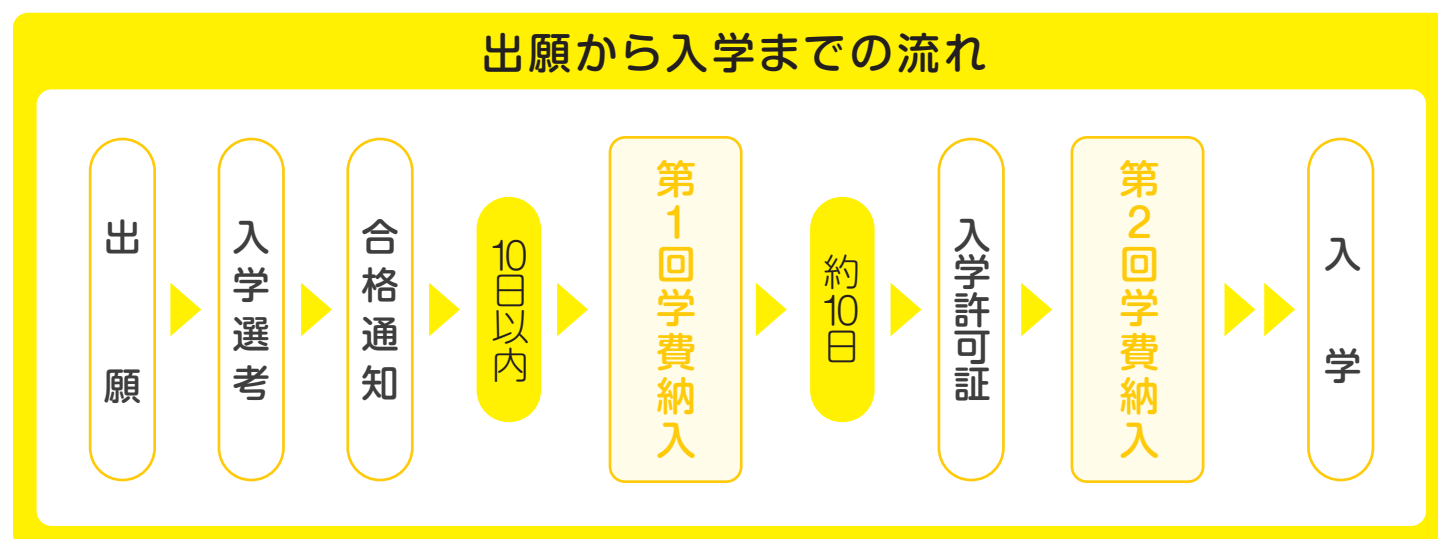 出願から入学までの流れ
出願
入学選考
合格通知
10日以内
第1回学費納入
約10日
入学許可証
第2回学費納入
入学